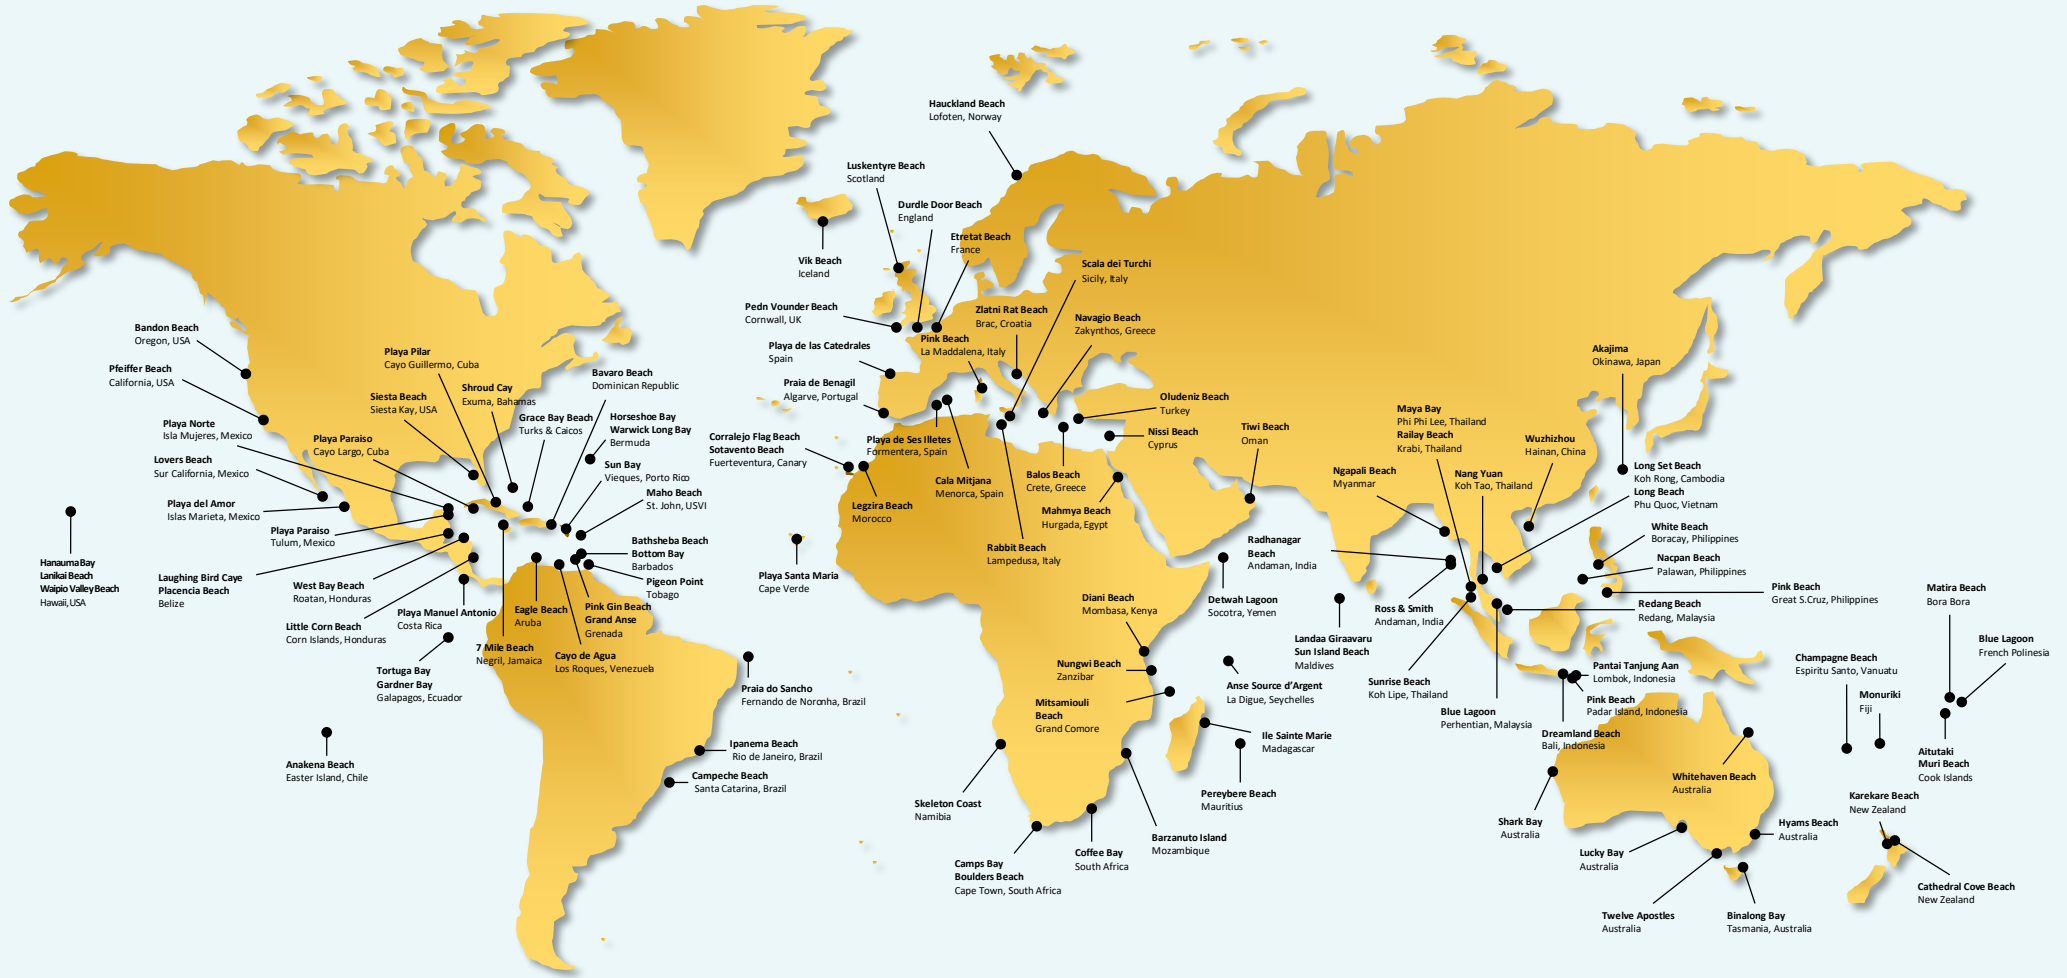 Hauckland Beach
Lofoten, Norway
Luskentyre Beach
Scotland
Durdle Door Beach
England
Etretat Beach
France
Vik Beach
Iceland
Scala dei Turchi
Sicily, Italy
Pedn Vounder Beach
Cornwall, UK
Zlatni Rat Beach
Brac, Croatia
Navagio Beach
Zakynthos, Greece
Pink Beach
La Maddalena, Italy
Playa de las Catedrales
Spain
Praia de Benagil
Algarve, Portugal
Oludeniz Beach
Turkey
Nissi Beach
Cyprus
Tiwi Beach
Oman
Corralejo Flag Beach
Sotavento Beach
Fuerteventura, Canary
Playa de Ses Illetes
Formentera, Spain
Cala Mitjana
Menorca, Spain
Balos Beach
Crete, Greece
Legzira Beach
Morocco
Mahmya Beach
Hurgada, Egypt
Rabbit Beach
Lampedusa, Italy
Playa Santa Maria
Cape Verde
Bandon Beach
Oregon, USA
Pfeiffer Beach
California, USA
Playa Pilar
Cayo Guillermo, Cuba
Siesta Beach
Siesta Kay, USA
Shroud Cay
Exuma, Bahamas
Bavaro Beach
Dominican Republic
Grace Bay Beach
Turks & Caicos
Horseshoe Bay
Warwick Long Bay
Bermuda
Playa Norte
Isla Mujeres, Mexico
Playa Paraiso
Cayo Largo, Cuba
Lovers Beach
Sur California, Mexico
Sun Bay
Vieques, Porto Rico
Maho Beach
St. John, USVI
Playa del Amor
Islas Marieta, Mexico
Playa Paraiso
Tulum, Mexico
Bathsheba Beach
Bottom Bay
Barbados
Pigeon Point
Tobago
Hanauma Bay
Lanikai Beach
Waipio Valley Beach
Hawaii, USA
Laughing Bird Caye
Placencia Beach
Belize
West Bay Beach
Roatan, Honduras
Playa Manuel Antonio
Costa Rica
Little Corn Beach
Corn Islands, Honduras
Eagle Beach
Aruba
Pink Gin Beach
Grand Anse
Grenada
7 Mile Beach
Negril, Jamaica
Cayo de Agua
Los Roques, Venezuela
Tortuga Bay
Gardner Bay
Galapagos, Ecuador
Praia do Sancho
Fernando de Noronha, Brazil
Anakena Beach
Easter Island, Chile
Ipanema Beach
Rio de Janeiro, Brazil
Campeche Beach
Santa Catarina, Brazil
Akajima
Okinawa, Japan
Maya Bay
Phi Phi Lee, Thailand
Railay Beach
Krabi, Thailand
Wuzhizhou
Hainan, China
Ngapali Beach
Myanmar
Nang Yuan
Koh Tao, Thailand
Long Set Beach
Koh Rong, Cambodia
Long Beach
Phu Quoc, Vietnam
White Beach
Boracay, Philippines
Nacpan Beach
Palawan, Philippines
Pink Beach
Great S.Cruz, Philippines
Redang Beach
Redang, Malaysia
Radhanagar
Beach
Andaman, India
Detwah Lagoon
Socotra, Yemen
Ross & Smith
Andaman, India
Landaa Giraavaru
Sun Island Beach
Maldives
Diani Beach
Mombasa, Kenya
Nungwi Beach
Zanzibar
Anse Source d’Argent
La Digue, Seychelles
Mitsamiouli
Beach
Grand Comore
Ile Sainte Marie
Madagascar
Pereybere Beach
Mauritius
Skeleton Coast
Namibia
Barzanuto Island
Mozambique
Coffee Bay
South Africa
Camps Bay
Boulders Beach
Cape Town, South Africa
Sunrise Beach
Koh Lipe, Thailand
Blue Lagoon
Perhentian, Malaysia
Pantai Tanjung Aan
Lombok, Indonesia
Pink Beach
Padar Island, Indonesia
Dreamland Beach
Bali, Indonesia
Matira Beach
Bora Bora
Blue Lagoon
French Polinesia
Champagne Beach
Espiritu Santo, Vanuatu
Monuriki
Fiji
Aitutaki
Muri Beach
Cook Islands
Whitehaven Beach
Australia
Shark Bay
Australia
Hyams Beach
Australia
Lucky Bay
Australia
Twelve Apostles
Australia
Binalong Bay
Tasmania, Australia
Karekare Beach
New Zealand
Cathedral Cove Beach
New Zealand